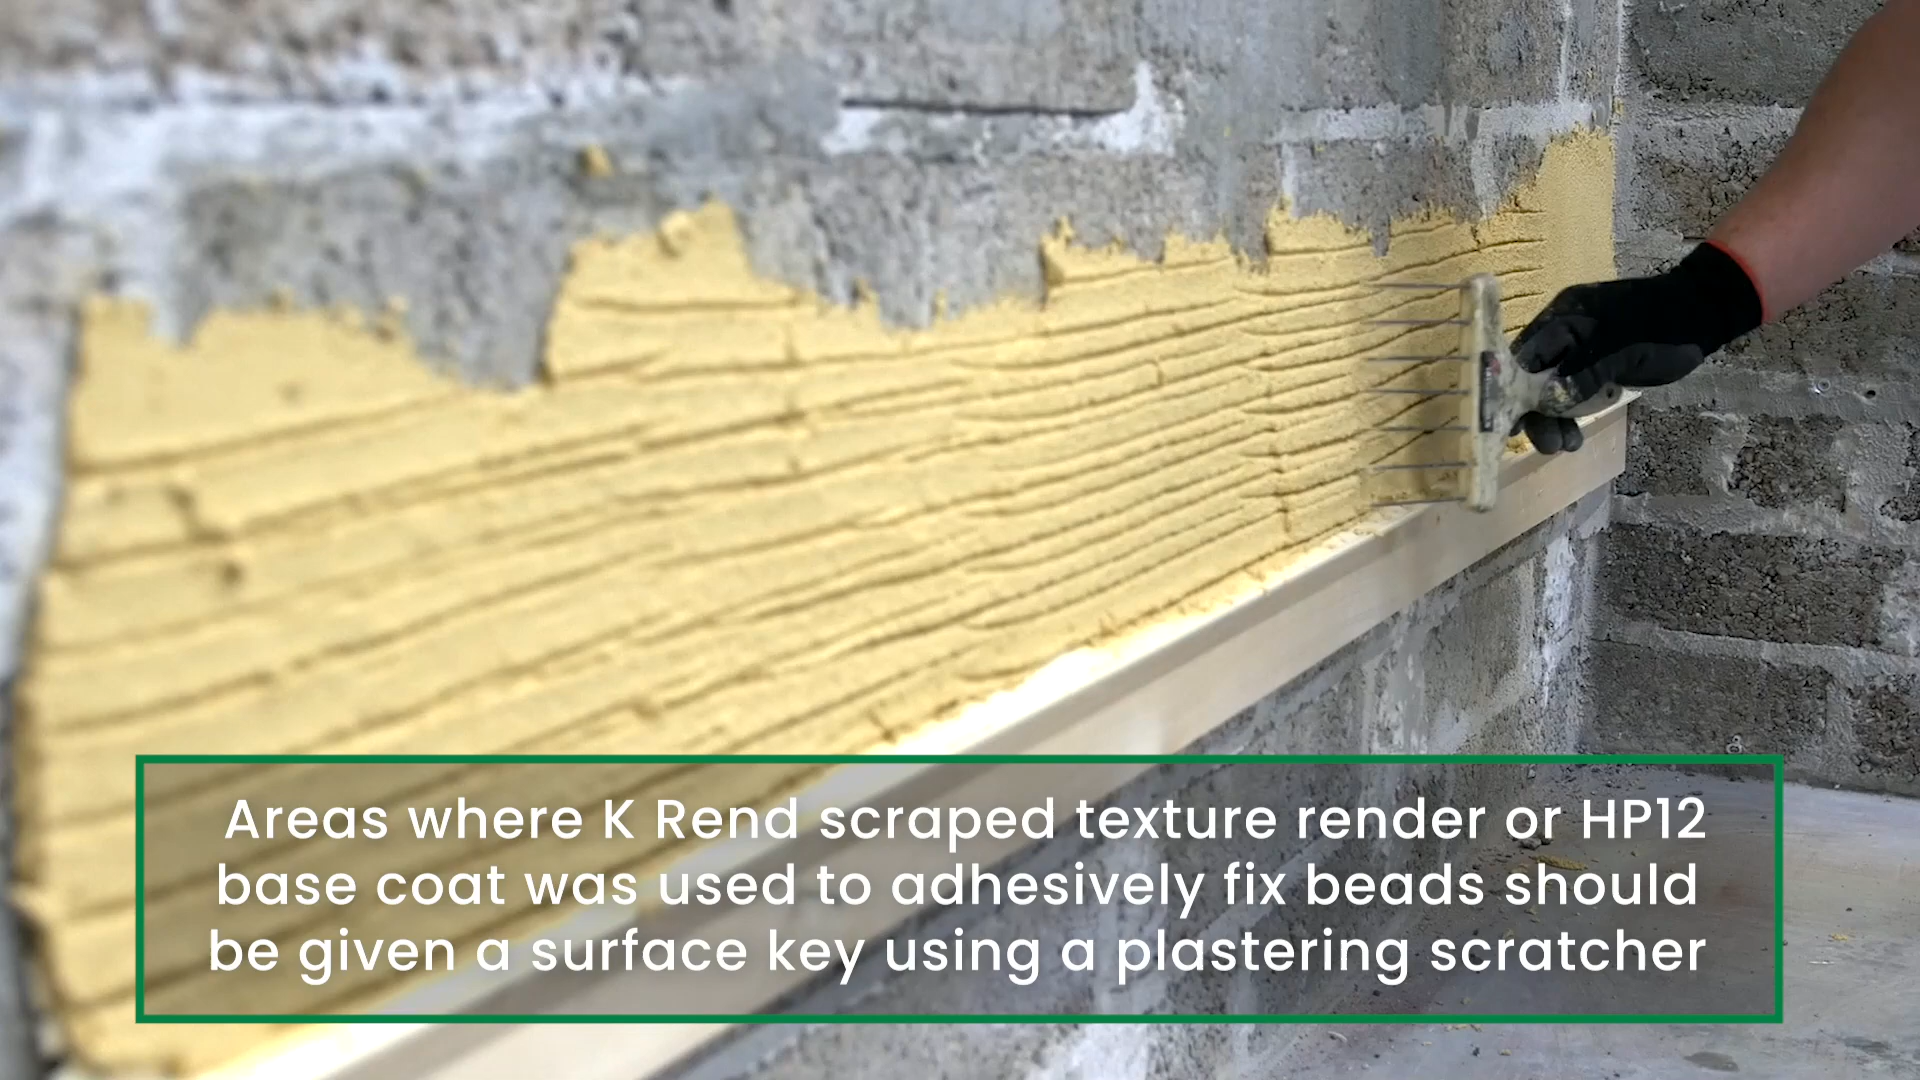 Areas where K Rend scraped texture render or HP12
base coat was used to adhesively fix beads should
be given a surface key using a plastering scratcher